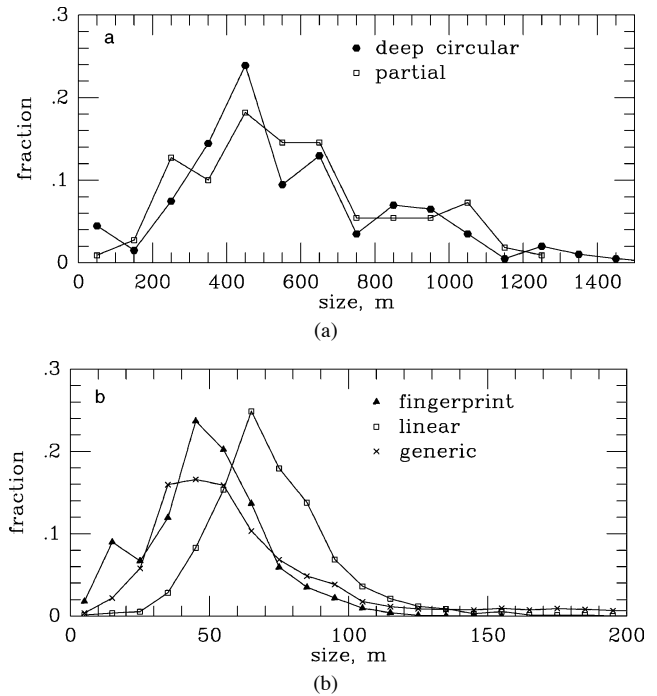 a
deep circular
partial
.3
.2
.1
0
fraction
0 200 400 600 800 1000 1200 1400
size, m
(a)
b
fingerprint
linear
generic
.3
.2
.1
0
fraction
0 50 100 150 200
size, m
(b)